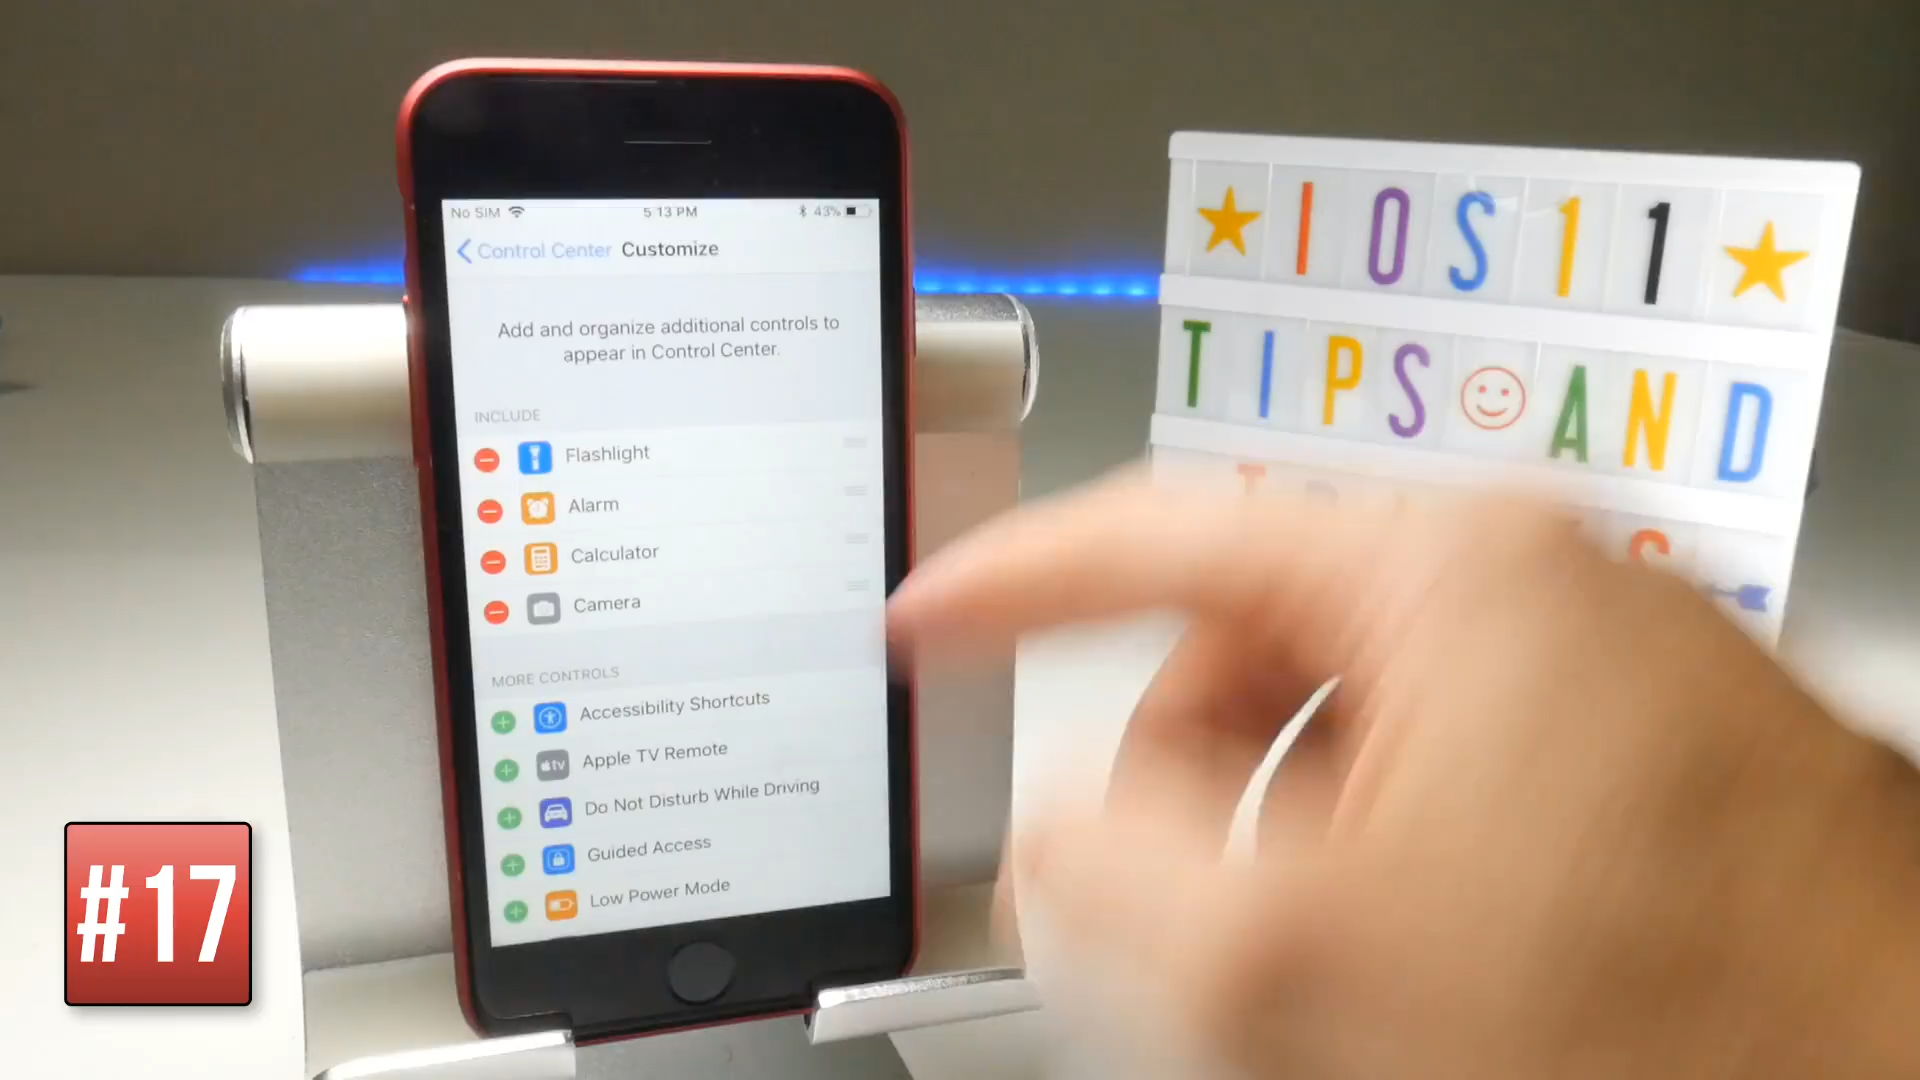 No SIM 5:13 PM 43%
Control Center Customize
Add and organize additional controls to
appear in Control Center.
INCLUDE
Flashlight
Alarm
Calculator
Camera
MORE CONTROLS
Accessibility Shortcuts
tv Apple TV Remote
Do Not Disturb While Driving
Guided Access
Low Power Mode
IOS11
TIPS AND
#17